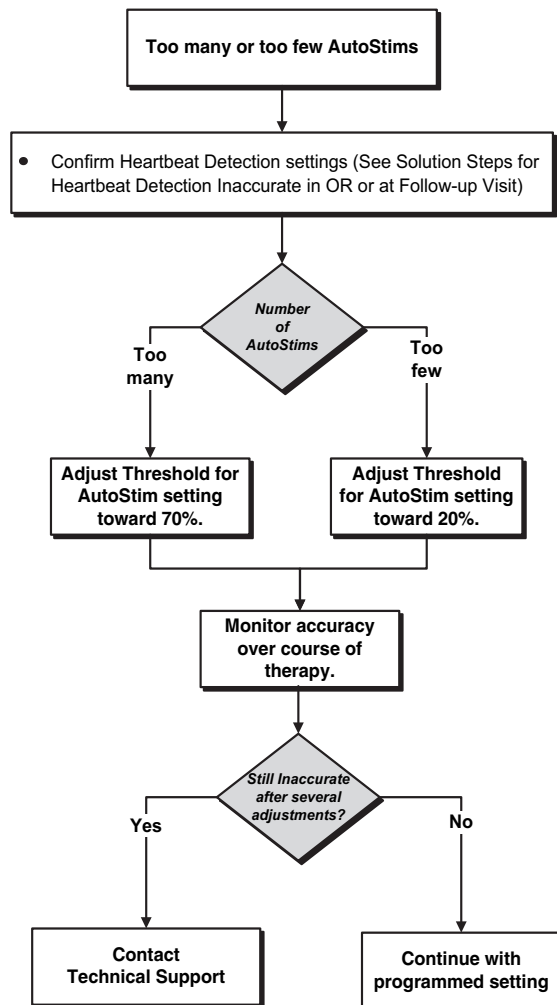 Too many or too few AutoStims
• Confirm Heartbeat Detection settings (See Solution Steps for
Heartbeat Detection Inaccurate in OR or at Follow-up Visit)
Number
of
AutoStims
Too
many
Too
few
Adjust Threshold for
AutoStim setting
toward 70%.
Adjust Threshold
for AutoStim setting
toward 20%.
Monitor accuracy
over course of
therapy.
Still Inaccurate
after several
adjustments?
Yes
No
Contact
Technical Support
Continue with
programmed setting